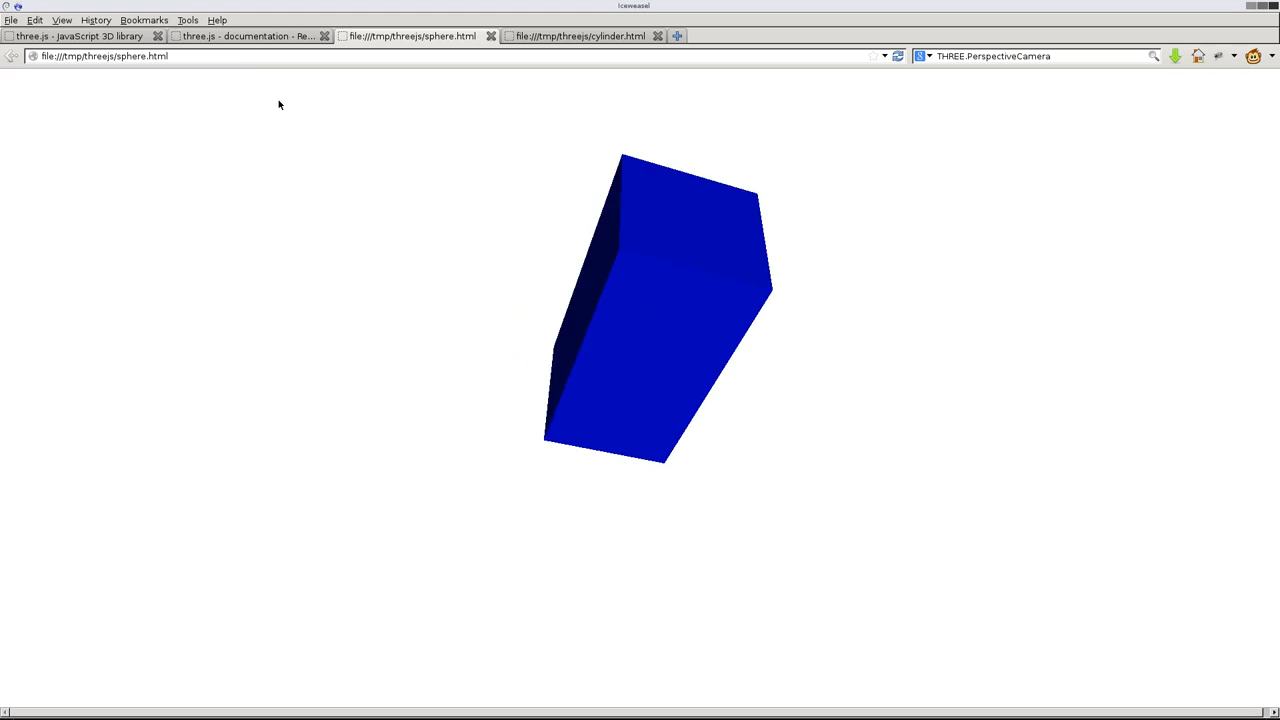 Iceweasel
File Edit View History Bookmarks Tools Help
three.js - JavaScript 3D library three.js - documentation - Re... file:///tmp/threejs/sphere.html file:///tmp/threejs/cylinder.html
file:///tmp/threejs/sphere.html THREE.PerspectiveCamera